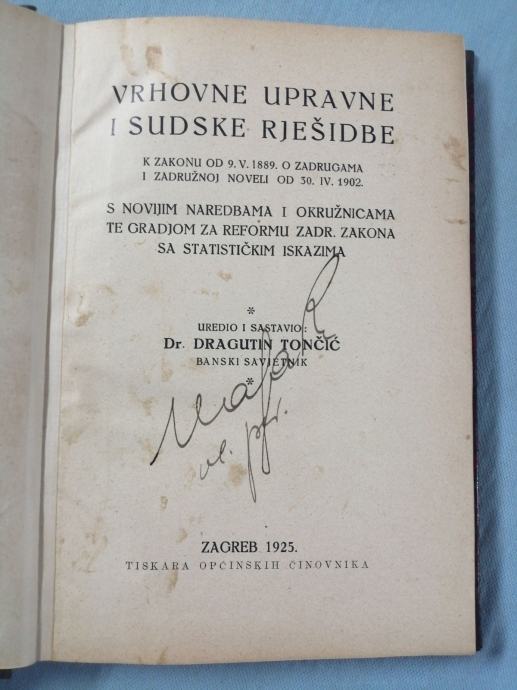 VRHOVNE UPRAVNE
I SUDSKE RJEŠIDBE
K ZAKONU OD 9. V. 1889. O ZADRUGAMA
I ZADRUŽNOJ NOVELI OD 30. IV. 1902.
S NOVIJIM NAREDBAMA I OKRUŽNICAMA
TE GRADJOM ZA REFORMU ZADR. ZAKONA
SA STATISTIČKIM ISKAZIMA
*
UREDIO I SASTAVIO:
Dr. DRAGUTIN TONČIĆ
BANSKI SAVJETNIK
*
ZAGREB 1925.
TISKARA OPĆINSKIH ČINOVNIKA